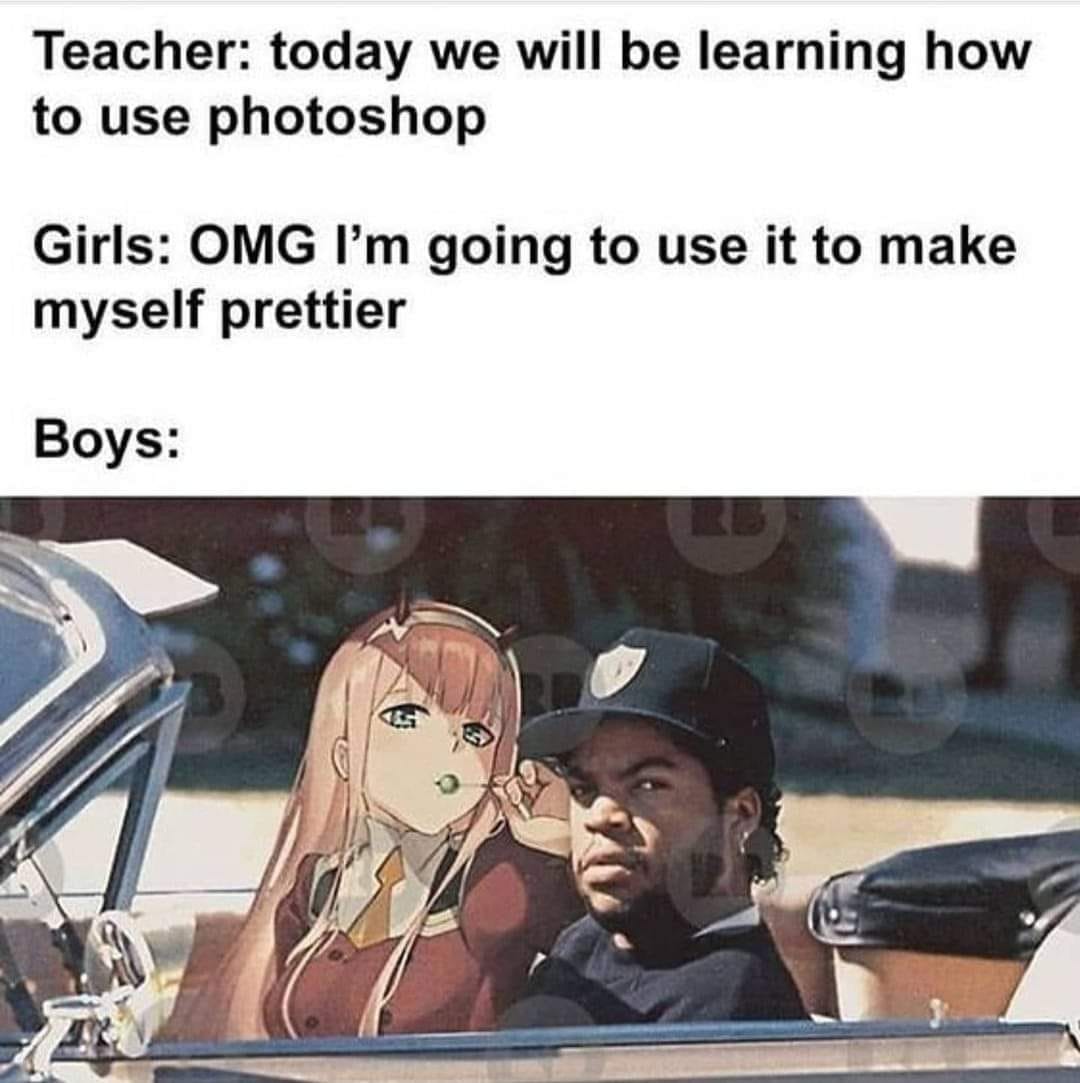 Teacher: today we will be learning how
to use photoshop
Girls: OMG I’m going to use it to make
myself prettier
Boys: